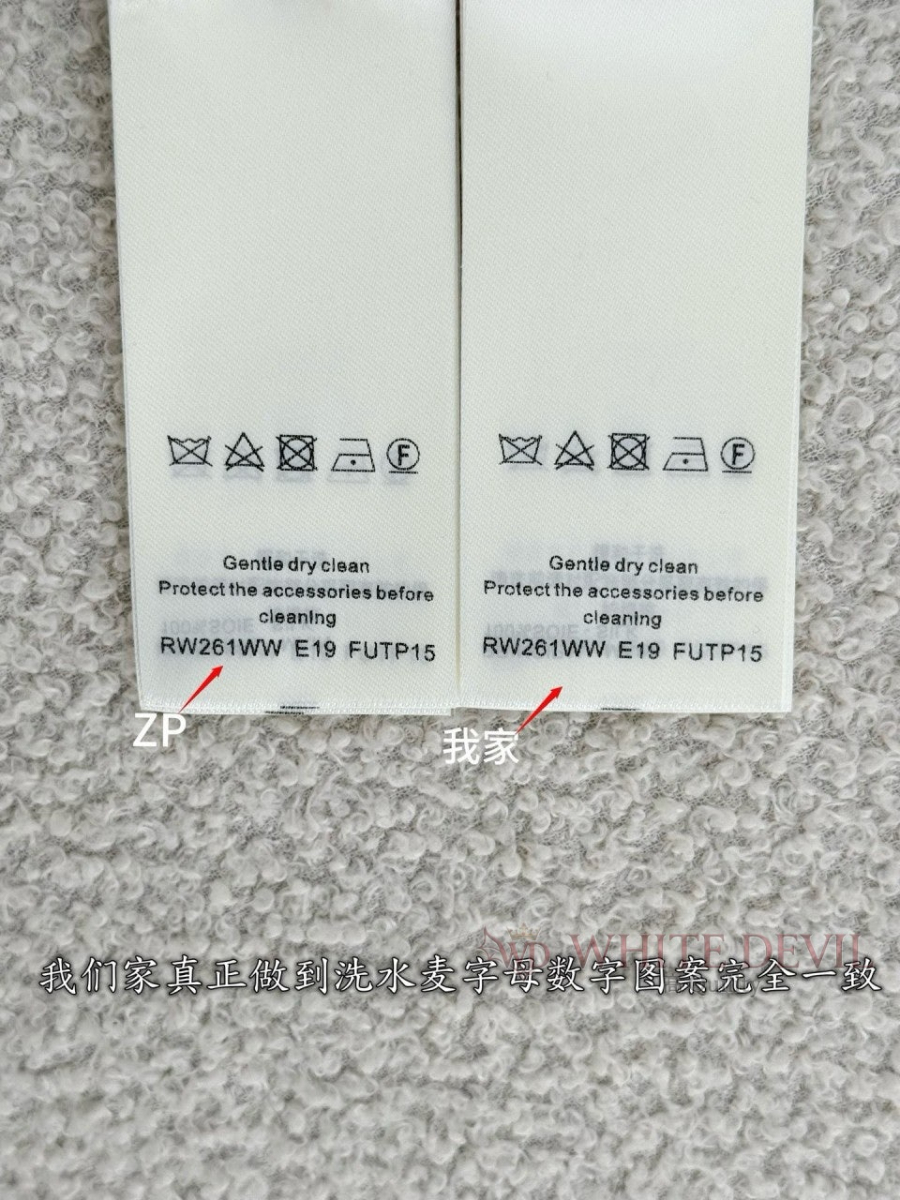 Gentle dry clean
Protect the accessories before
cleaning
RW261WW E19 FUTP15
Gentle dry clean
Protect the accessories before
cleaning
RW261WW E19 FUTP15
ZP
我家
WD WHITE DEVIL
我们家真正做到洗水麦字母数字图案完全一致